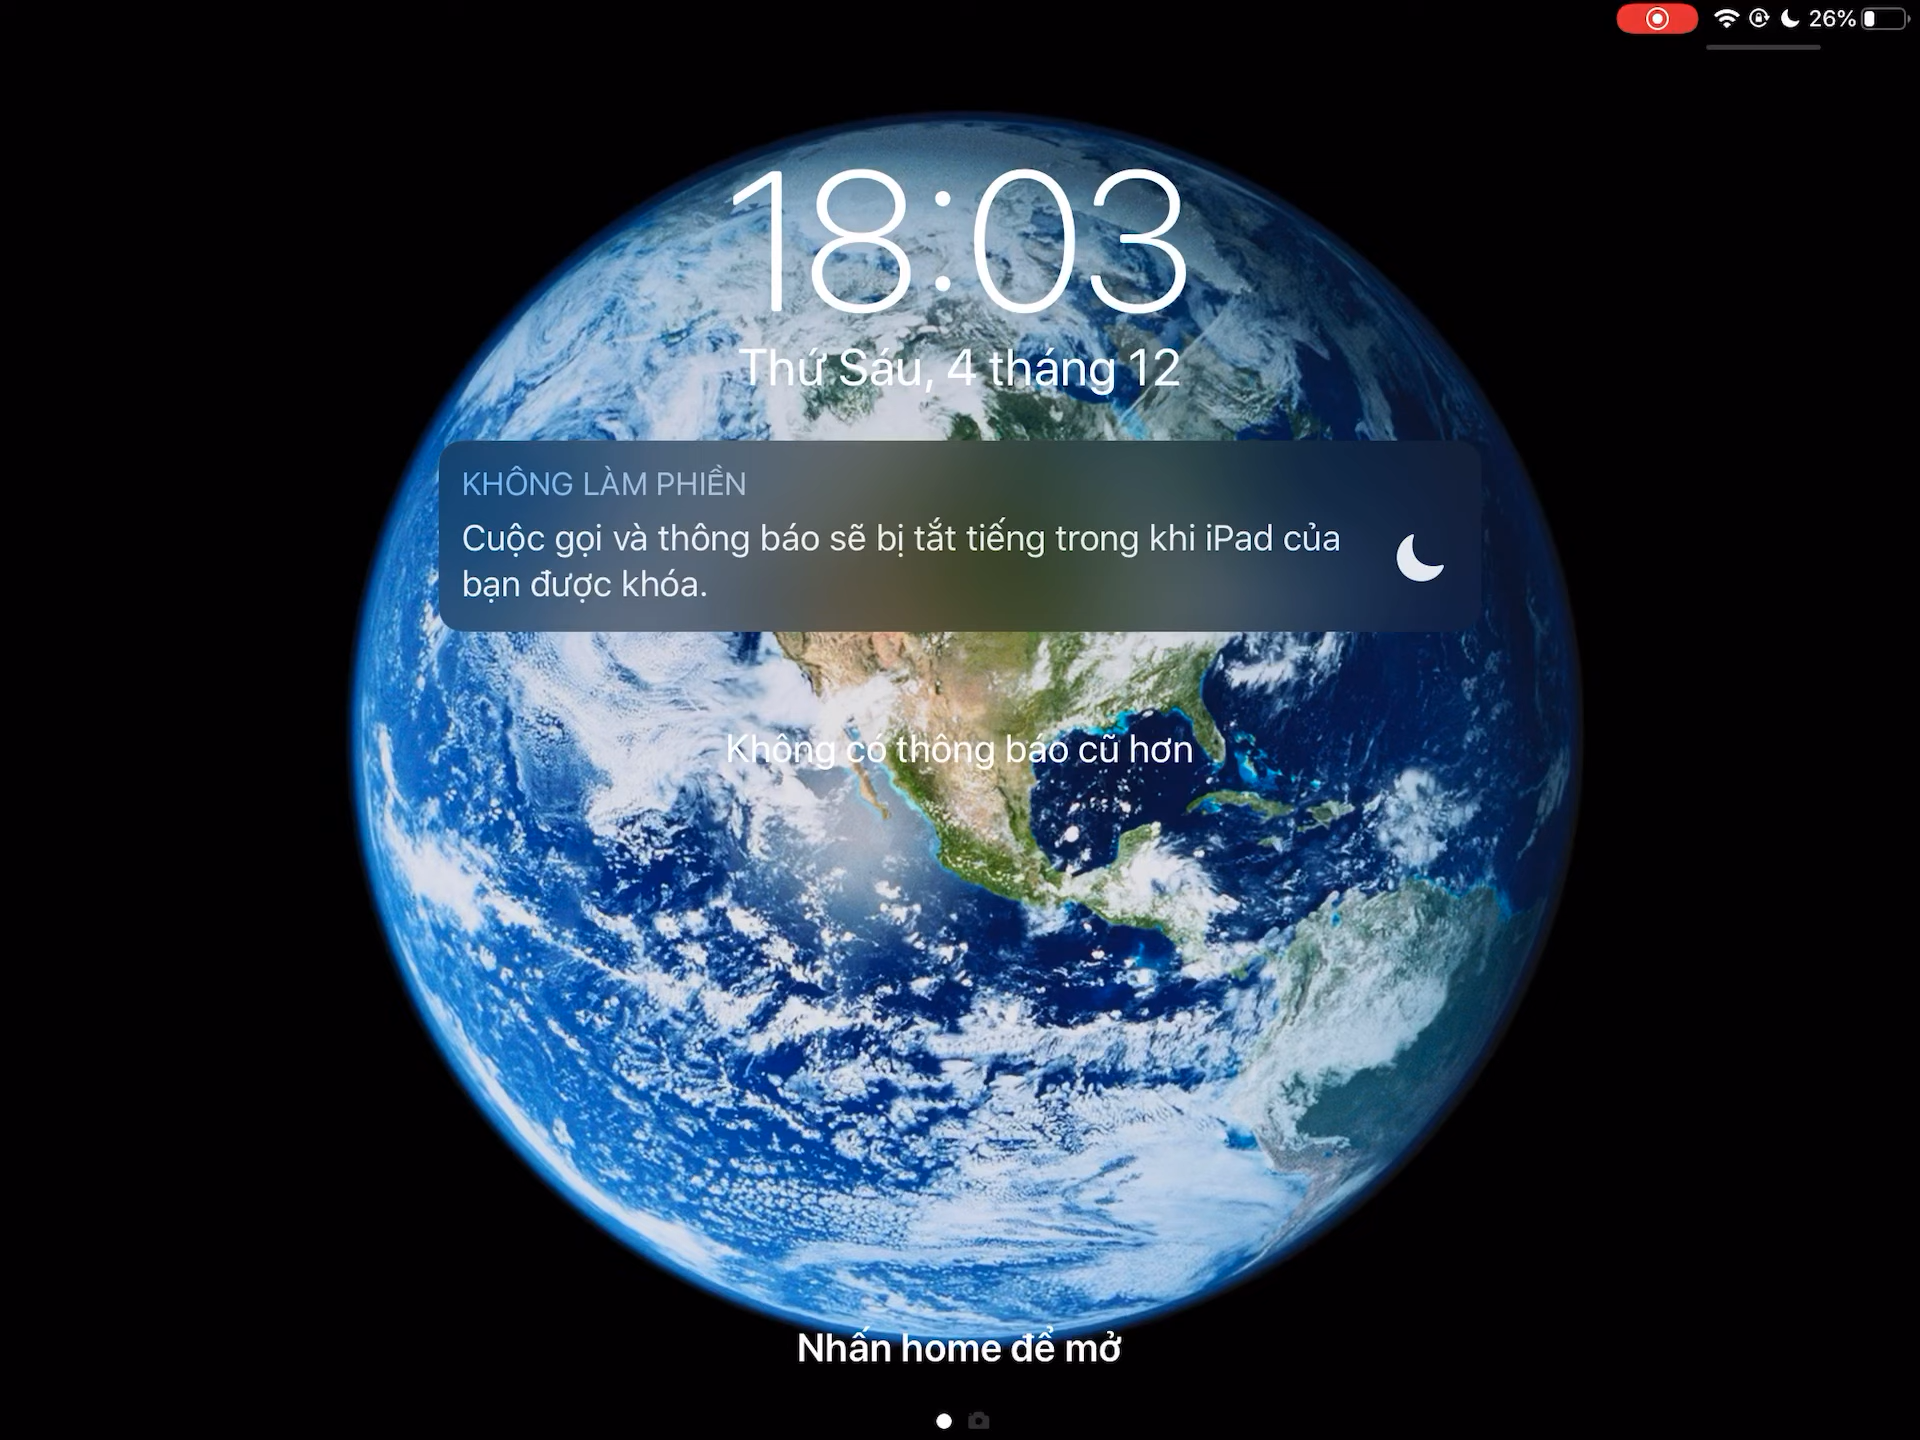 26%
18:03
Thứ Sáu, 4 tháng 12
KHÔNG LÀM PHIỀN
Cuộc gọi và thông báo sẽ bị tắt tiếng trong khi iPad của
bạn được khóa.
Không có thông báo cũ hơn
Nhấn home để mở